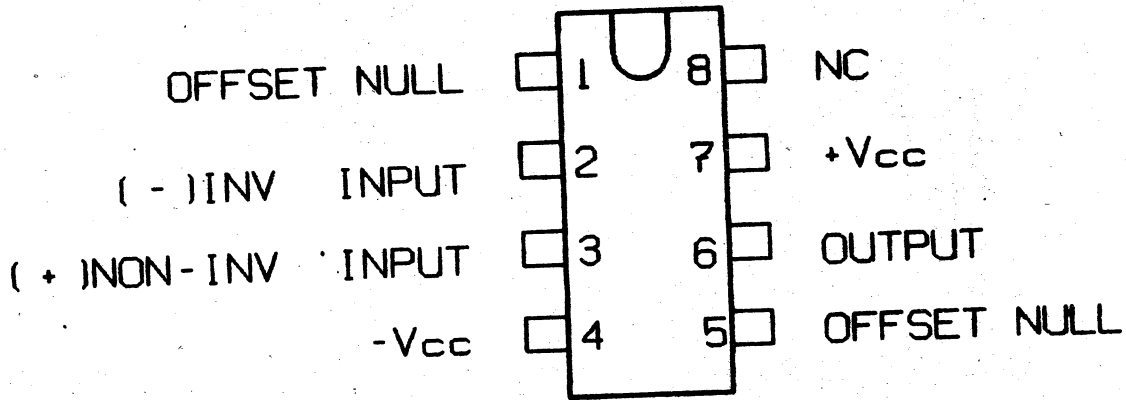 OFFSET NULL 1 8 NC
( - )INV INPUT 2 7 +Vcc
( + )NON-INV INPUT 3 6 OUTPUT
-Vcc 4 5 OFFSET NULL